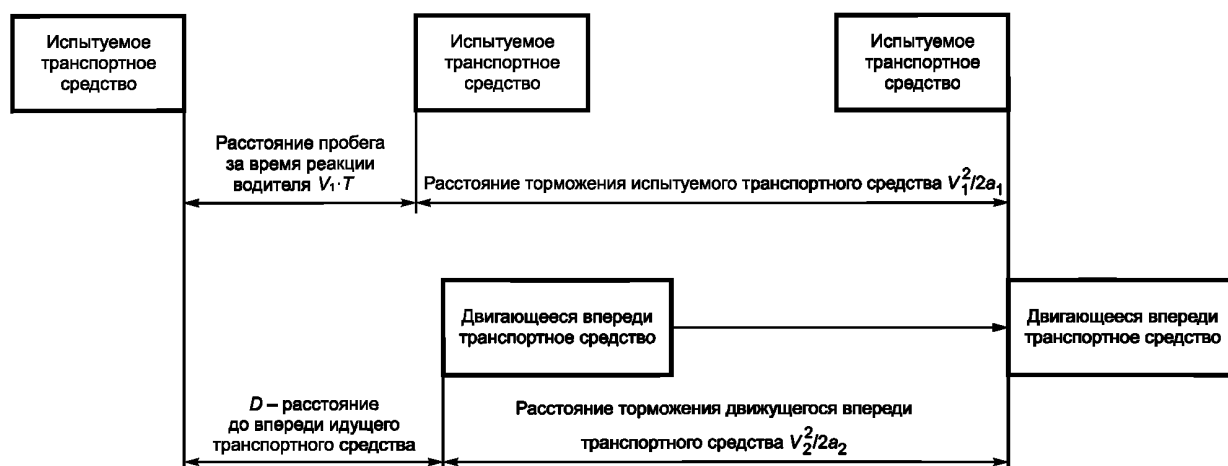 Испытуемое
транспортное
средство
Испытуемое
транспортное
средство
Испытуемое
транспортное
средство
Расстояние пробега
за время реакции
водителя V₁·T
Расстояние торможения испытуемого транспортного средства V₁²/2a₁
Двигающееся впереди
транспортное средство
Двигающееся впереди
транспортное средство
D – расстояние
до впереди идущего
транспортного средства
Расстояние торможения движущегося впереди
транспортного средства V₂²/2a₂